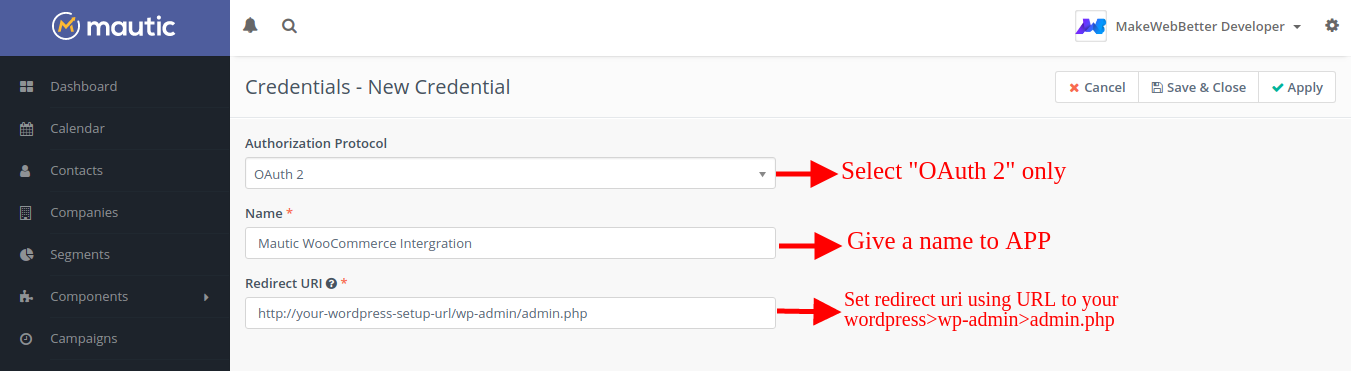 mautic
MakeWebBetter Developer
Dashboard
Calendar
Contacts
Companies
Segments
Components
Campaigns
Credentials - New Credential
Cancel
Save & Close
Apply
Authorization Protocol
OAuth 2
Select "OAuth 2" only
Name *
Mautic WooCommerce Intergration
Give a name to APP
Redirect URI ? *
http://your-wordpress-setup-url/wp-admin/admin.php
Set redirect uri using URL to your
wordpress>wp-admin>admin.php